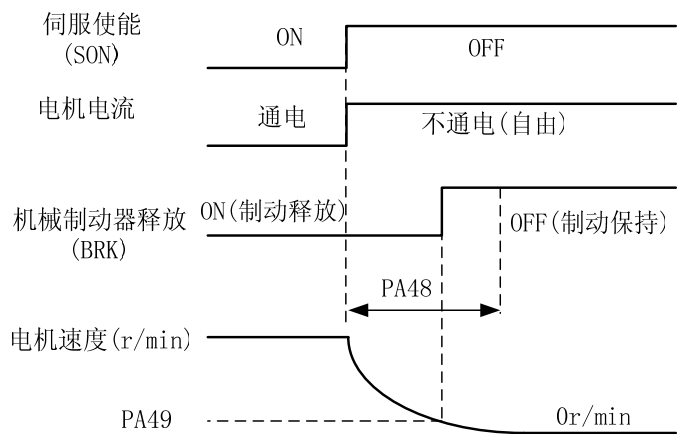 伺服使能
(SON)
ON
OFF
电机电流
通电
不通电(自由)
机械制动器释放
(BRK)
ON(制动释放)
OFF(制动保持)
PA48
电机速度(r/min)
PA49
0r/min